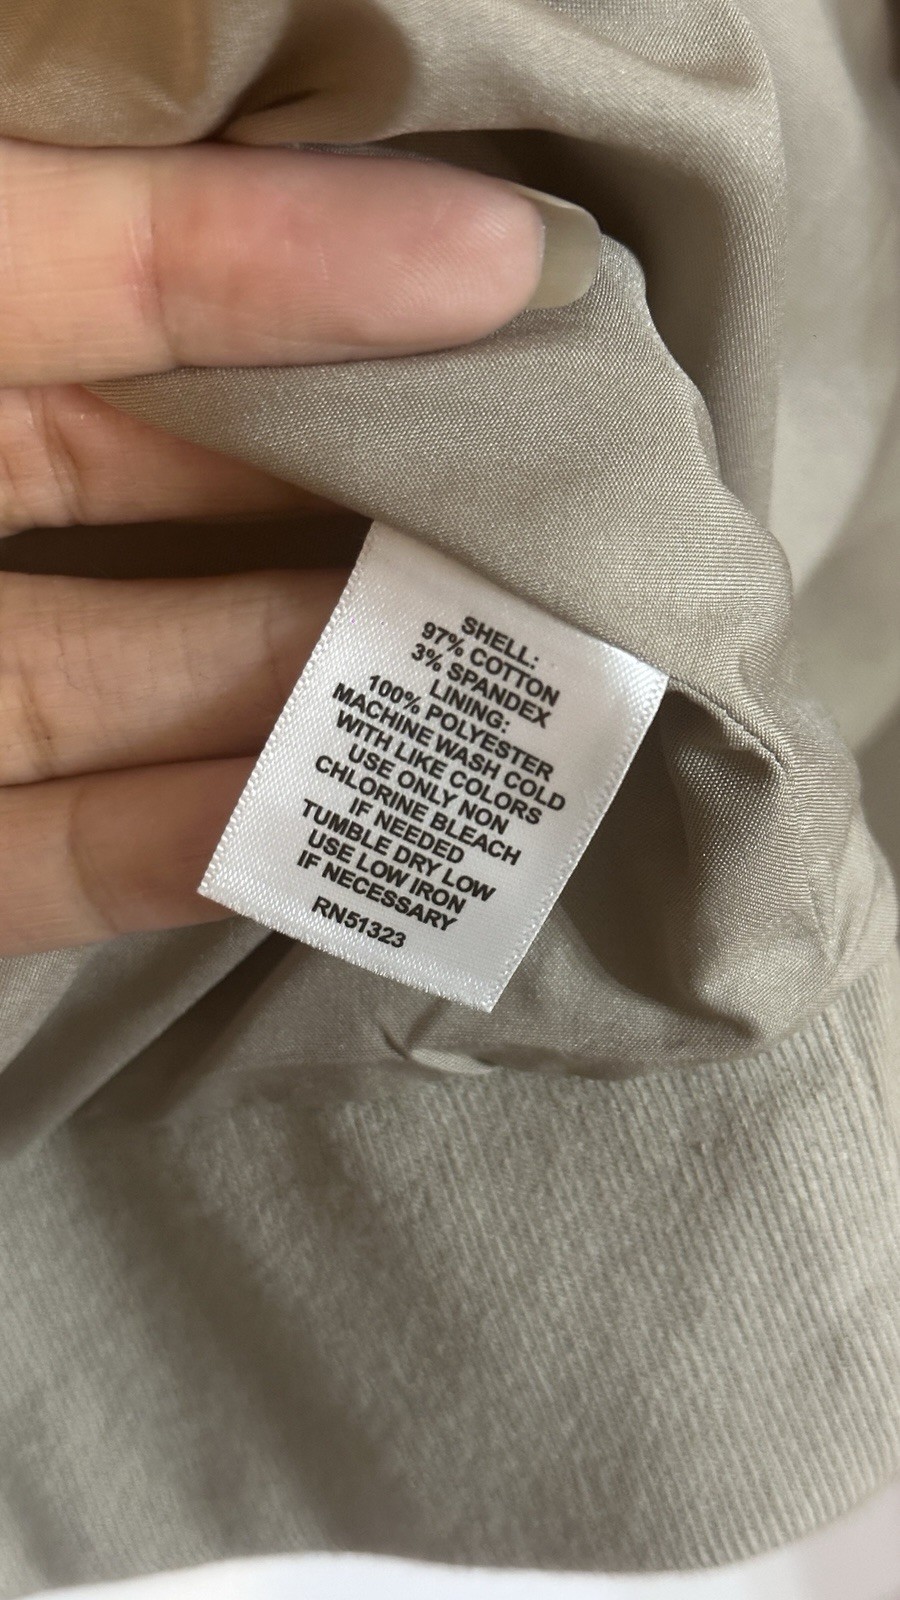 SHELL:
97% COTTON
3% SPANDEX
LINING:
100% POLYESTER
MACHINE WASH COLD
WITH LIKE COLORS
USE ONLY NON
CHLORINE BLEACH
IF NEEDED
TUMBLE DRY LOW
USE LOW IRON
IF NECESSARY
RN51323